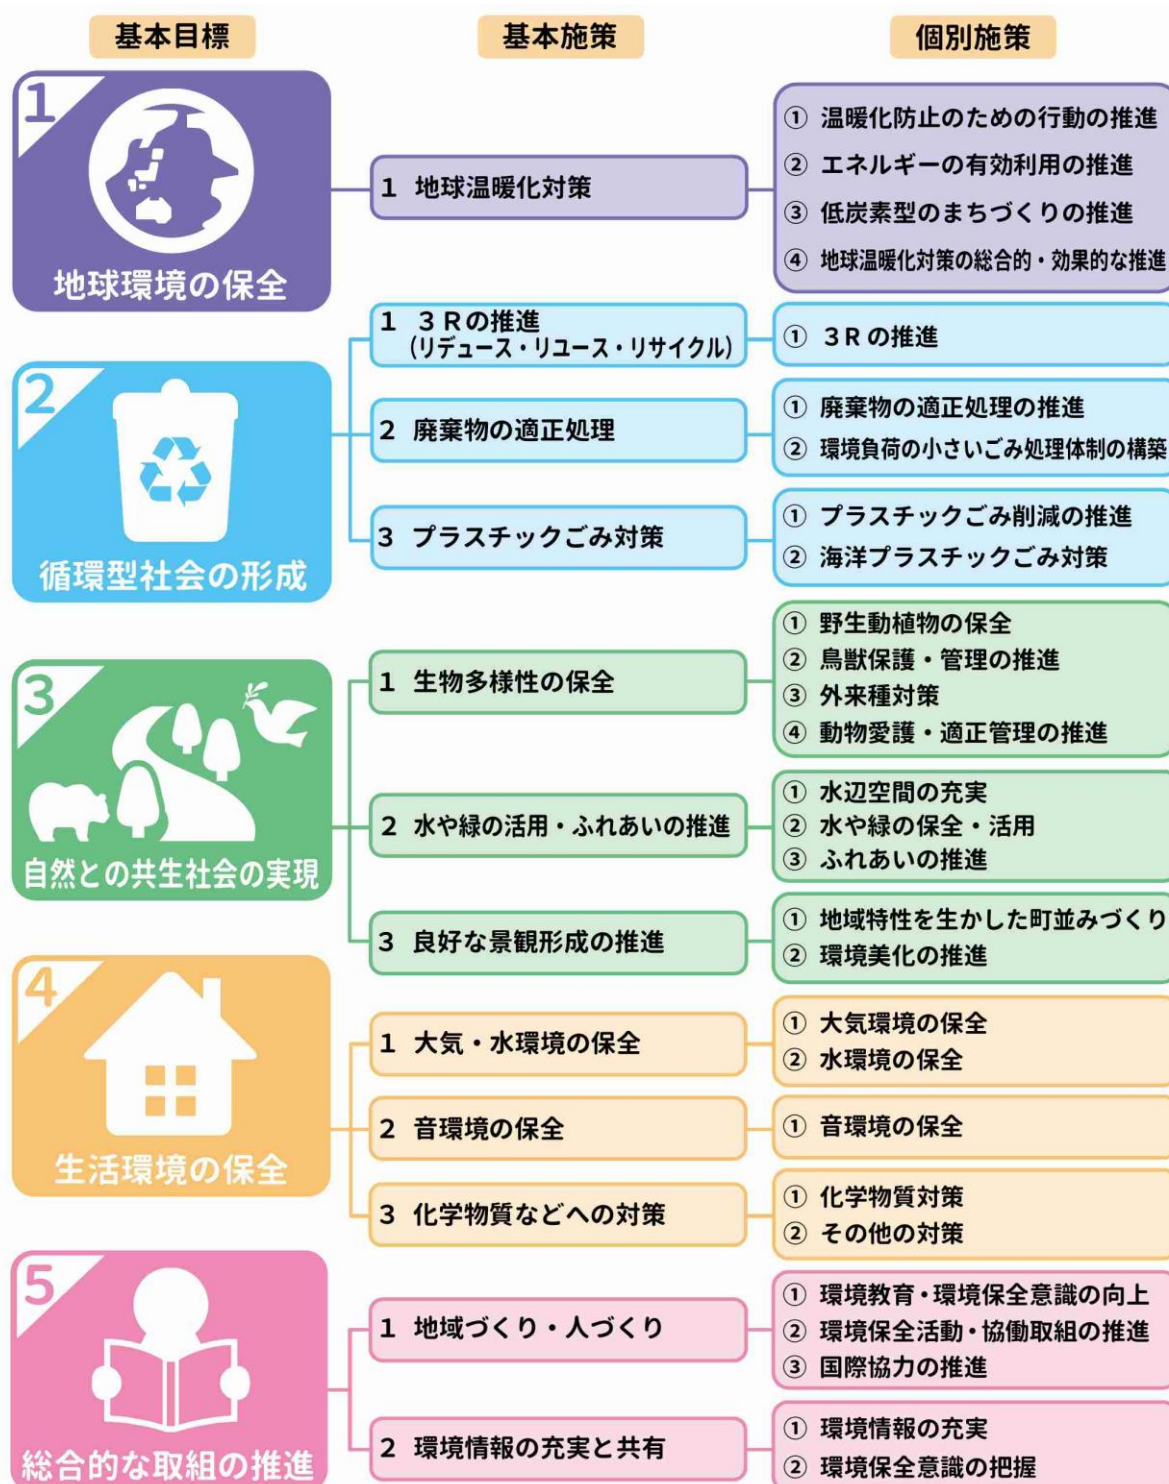 基本目標
基本施策
個別施策
1
地球環境の保全
1 地球温暖化対策
① 温暖化防止のための行動の推進
② エネルギーの有効利用の推進
③ 低炭素型のまちづくりの推進
④ 地球温暖化対策の総合的・効果的な推進
2
循環型社会の形成
1 ３Ｒの推進
(リデュース・リユース・リサイクル)
① ３R の推進
2 廃棄物の適正処理
① 廃棄物の適正処理の推進
② 環境負荷の小さいごみ処理体制の構築
3 プラスチックごみ対策
① プラスチックごみ削減の推進
② 海洋プラスチックごみ対策
3
自然との共生社会の実現
1 生物多様性の保全
① 野生動植物の保全
② 鳥獣保護・管理の推進
③ 外来種対策
④ 動物愛護・適正管理の推進
2 水や緑の活用・ふれあいの推進
① 水辺空間の充実
② 水や緑の保全・活用
③ ふれあいの推進
3 良好な景観形成の推進
① 地域特性を生かした町並みづくり
② 環境美化の推進
4
生活環境の保全
1 大気・水環境の保全
① 大気環境の保全
② 水環境の保全
2 音環境の保全
① 音環境の保全
3 化学物質などへの対策
① 化学物質対策
② その他の対策
5
総合的な取組の推進
1 地域づくり・人づくり
① 環境教育・環境保全意識の向上
② 環境保全活動・協働取組の推進
③ 国際協力の推進
2 環境情報の充実と共有
① 環境情報の充実
② 環境保全意識の把握